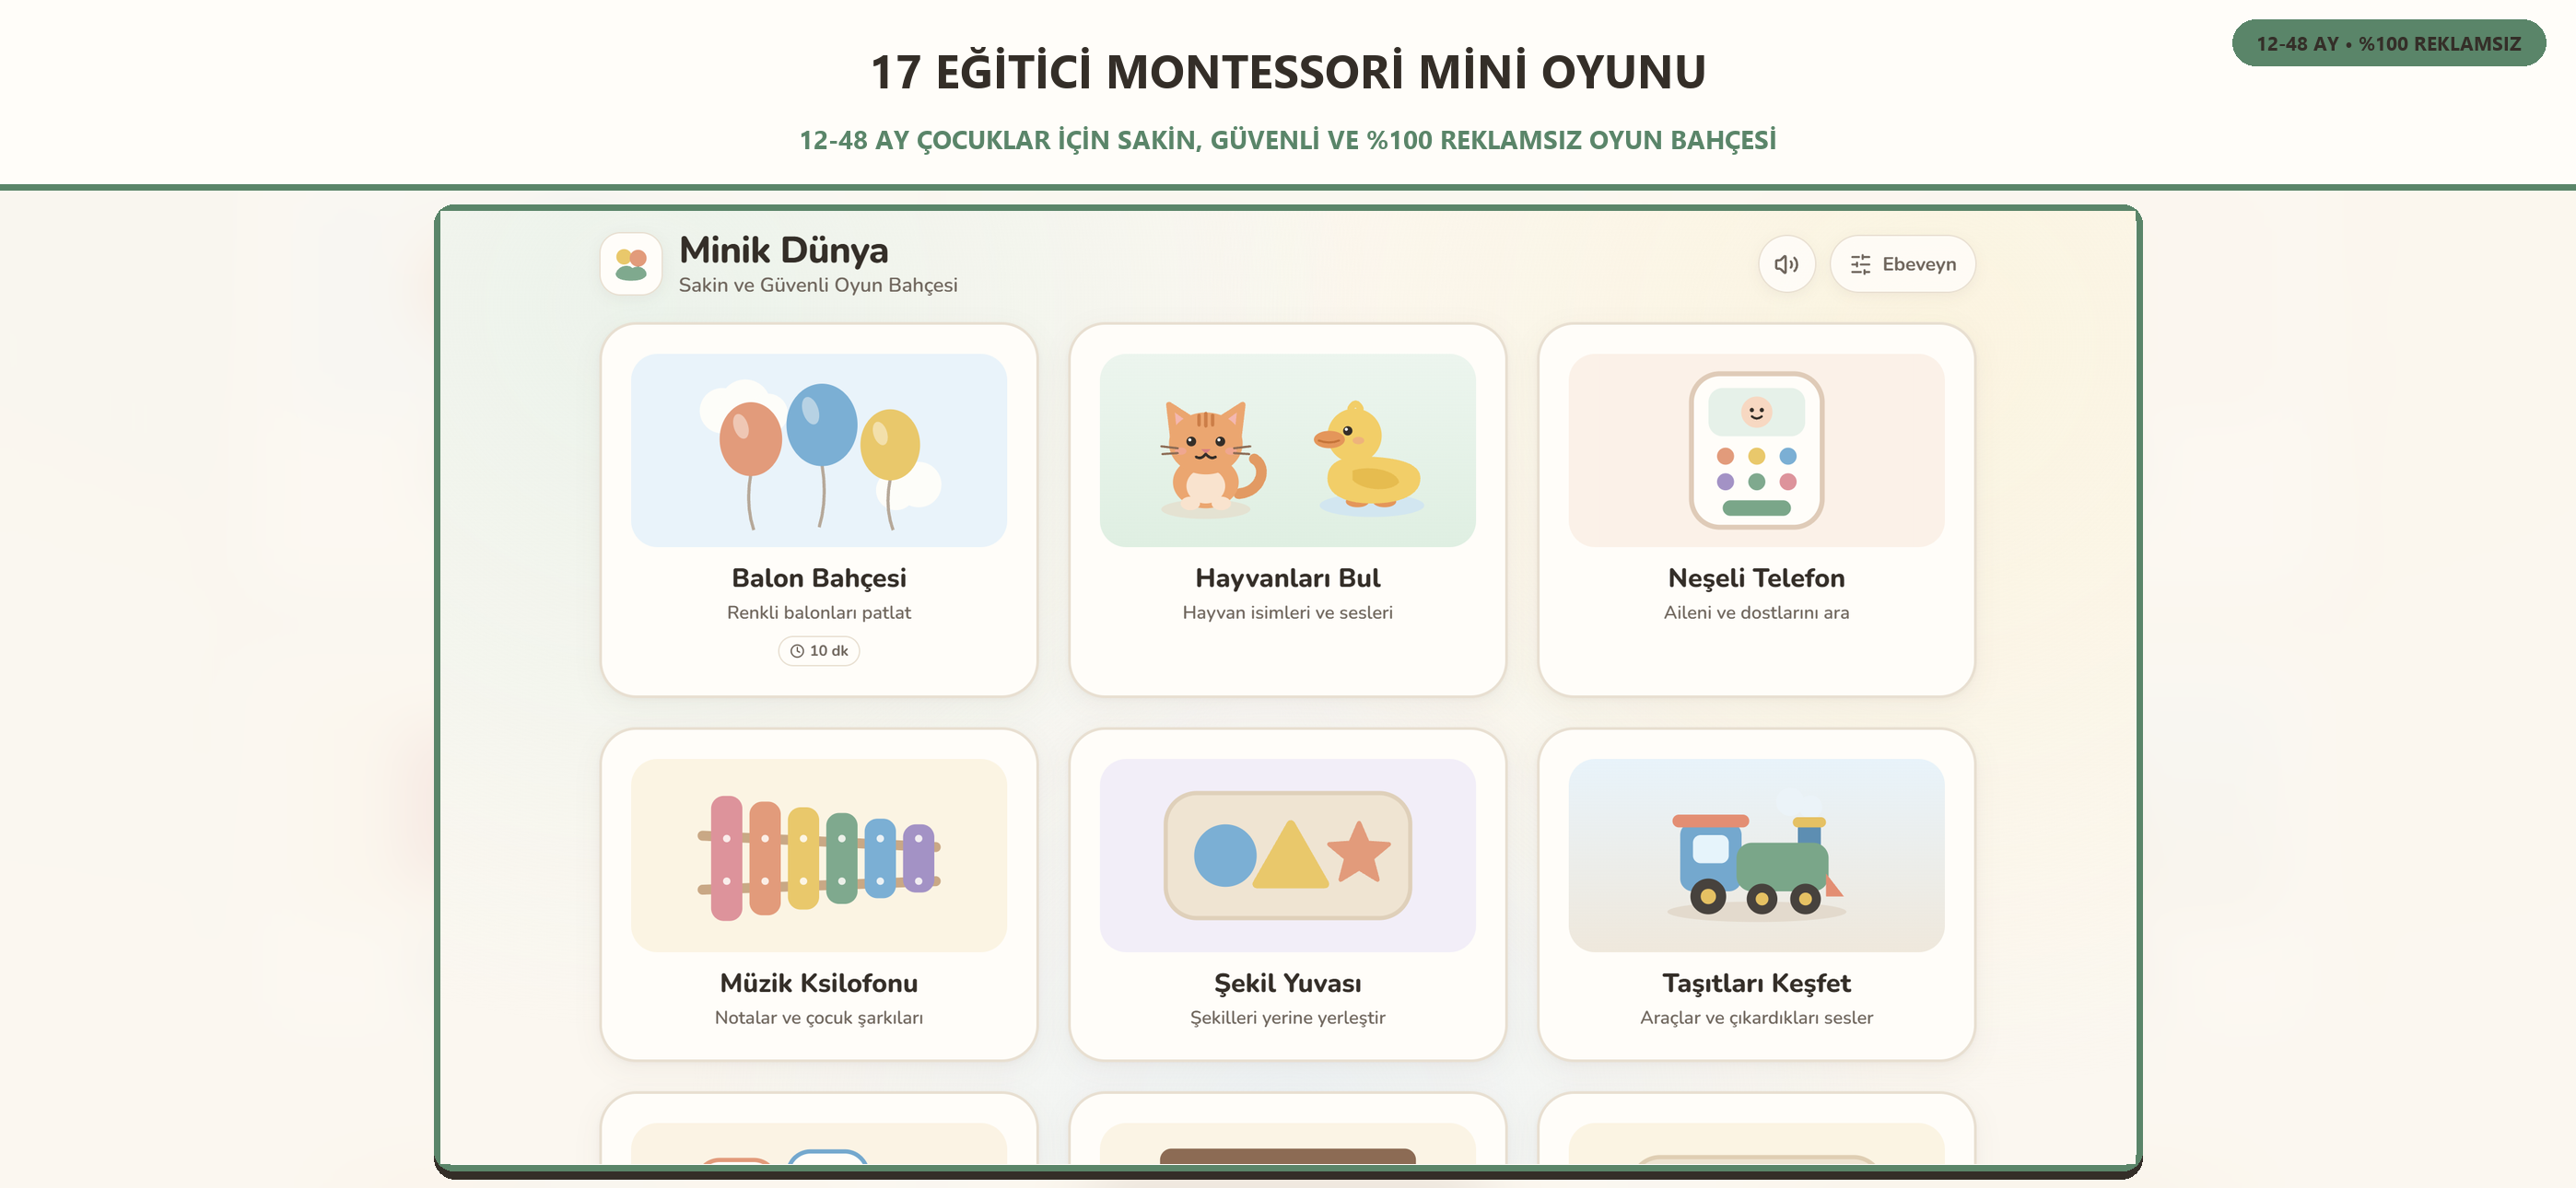 17 EĞİTİCİ MONTESSORİ MİNİ OYUNU
12-48 AY • %100 REKLAMSIZ
12-48 AY ÇOCUKLAR İÇİN SAKİN, GÜVENLİ VE %100 REKLAMSIZ OYUN BAHÇESİ
Minik Dünya
Sakin ve Güvenli Oyun Bahçesi
Ebeveyn
Balon Bahçesi
Renkli balonları patlat
10 dk
Hayvanları Bul
Hayvan isimleri ve sesleri
Neşeli Telefon
Aileni ve dostlarını ara
Müzik Ksilofonu
Notalar ve çocuk şarkıları
Şekil Yuvası
Şekilleri yerine yerleştir
Taşıtları Keşfet
Araçlar ve çıkardıkları sesler